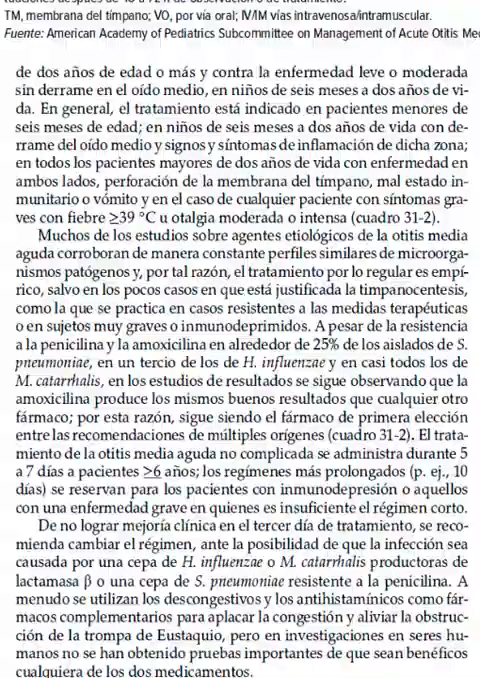 TM, membrana del tímpano; VO, por vía oral; IV/IM vías intravenosa/intramuscular.
Fuente: American Academy of Pediatrics Subcommittee on Management of Acute Otitis Med
de dos años de edad o más y contra la enfermedad leve o moderada
sin derrame en el oído medio, en niños de seis meses a dos años de vi-
da. En general, el tratamiento está indicado en pacientes menores de
seis meses de edad; en niños de seis meses a dos años de vida con de-
rrame del oído medio y signos y síntomas de inflamación de dicha zona;
en todos los pacientes mayores de dos años de vida con enfermedad en
ambos lados, perforación de la membrana del tímpano, mal estado in-
munitario o vómito y en el caso de cualquier paciente con síntomas gra-
ves con fiebre ≥39 °C u otalgia moderada o intensa (cuadro 31-2).
Muchos de los estudios sobre agentes etiológicos de la otitis media
aguda corroboran de manera constante perfiles similares de microorga-
nismos patógenos y, por tal razón, el tratamiento por lo regular es empí-
rico, salvo en los pocos casos en que está justificada la timpanocentesis,
como la que se practica en casos resistentes a las medidas terapéuticas
o en sujetos muy graves o inmunodeprimidos. A pesar de la resistencia
a la penicilina y la amoxicilina en alrededor de 25% de los aislados de S.
pneumoniae, en un tercio de los de H. influenzae y en casi todos los de
M. catarrhalis, en los estudios de resultados se sigue observando que la
amoxicilina produce los mismos buenos resultados que cualquier otro
fármaco; por esta razón, sigue siendo el fármaco de primera elección
entre las recomendaciones de múltiples orígenes (cuadro 31-2). El trata-
miento de la otitis media aguda no complicada se administra durante 5
a 7 días a pacientes ≥6 años; los regímenes más prolongados (p. ej., 10
días) se reservan para los pacientes con inmunodepresión o aquellos
con una enfermedad grave en quienes es insuficiente el régimen corto.
De no lograr mejoría clínica en el tercer día de tratamiento, se reco-
mienda cambiar el régimen, ante la posibilidad de que la infección sea
causada por una cepa de H. influenzae o M. catarrhalis productoras de
lactamasa β o una cepa de S. pneumoniae resistente a la penicilina. A
menudo se utilizan los descongestivos y los antihistamínicos como fár-
macos complementarios para aplacar la congestión y aliviar la obstruc-
ción de la trompa de Eustaquio, pero en investigaciones en seres hu-
manos no se han obtenido pruebas importantes de que sean benéficos
cualquiera de los dos medicamentos.